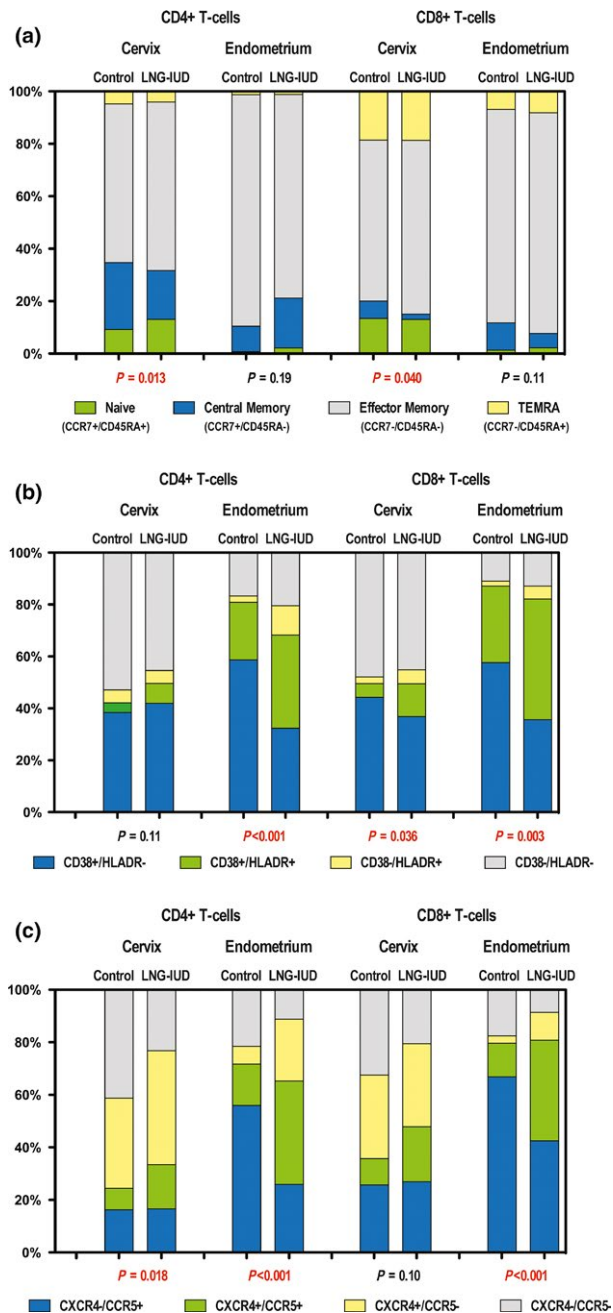 (a)
CD4+ T-cells CD8+ T-cells
Cervix Endometrium Cervix Endometrium
Control LNG-IUD Control LNG-IUD Control LNG-IUD Control LNG-IUD
100%
80%
60%
40%
20%
0%
P = 0.013 P = 0.19 P = 0.040 P = 0.11
Naive Central Memory Effector Memory TEMRA
(CCR7+/CD45RA+) (CCR7+/CD45RA-) (CCR7-/CD45RA-) (CCR7-/CD45RA+)
(b)
CD4+ T-cells CD8+ T-cells
Cervix Endometrium Cervix Endometrium
Control LNG-IUD Control LNG-IUD Control LNG-IUD Control LNG-IUD
100%
80%
60%
40%
20%
0%
P = 0.11 P<0.001 P = 0.036 P = 0.003
CD38+/HLADR- CD38+/HLADR+ CD38-/HLADR+ CD38-/HLADR-
(c)
CD4+ T-cells CD8+ T-cells
Cervix Endometrium Cervix Endometrium
Control LNG-IUD Control LNG-IUD Control LNG-IUD Control LNG-IUD
100%
80%
60%
40%
20%
0%
P = 0.018 P<0.001 P = 0.10 P<0.001
CXCR4-/CCR5+ CXCR4+/CCR5+ CXCR4+/CCR5- CXCR4-/CCR5-